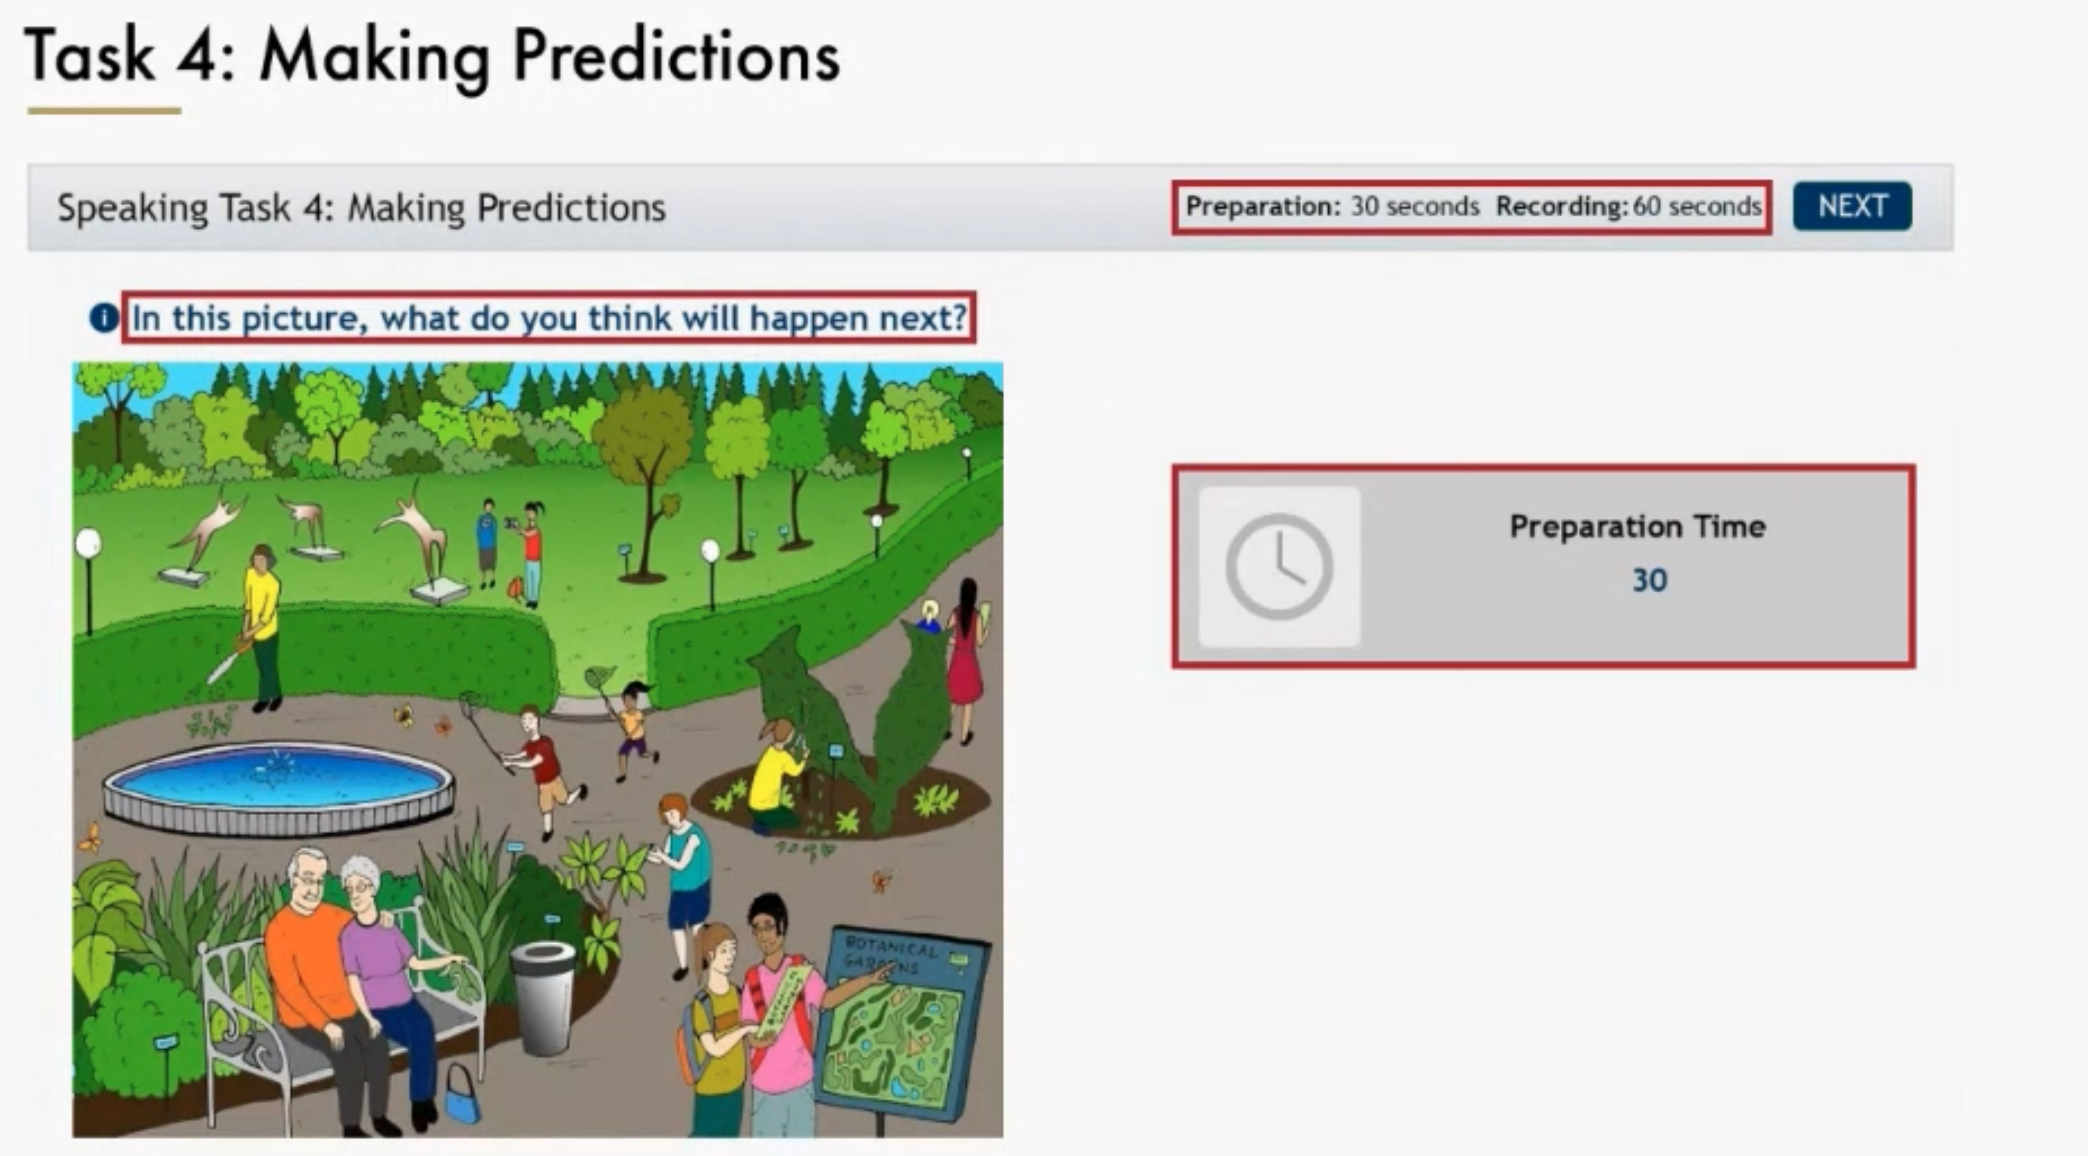 Task 4: Making Predictions
Speaking Task 4: Making Predictions
Preparation: 30 seconds Recording: 60 seconds
NEXT
In this picture, what do you think will happen next?
Preparation Time
30
BOTANICAL
GARDENS